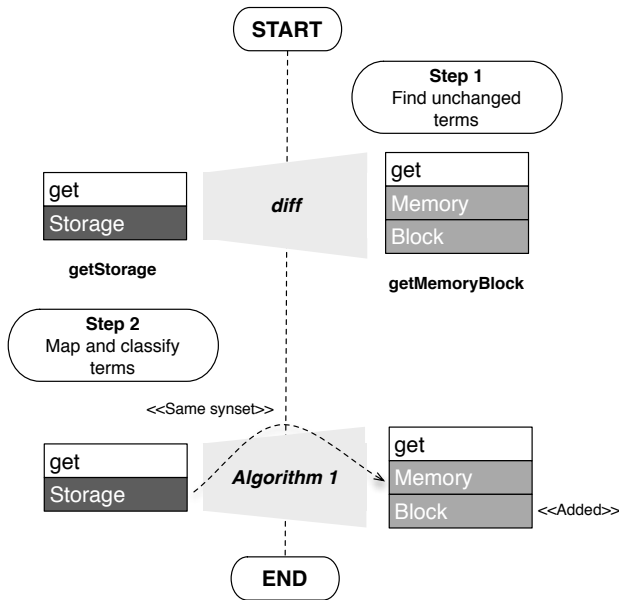 START
Step 1
Find unchanged
terms
get
Storage
diff
get
Memory
Block
getStorage
getMemoryBlock
Step 2
Map and classify
terms
<<Same synset>>
get
Storage
Algorithm 1
get
Memory
Block
<<Added>>
END